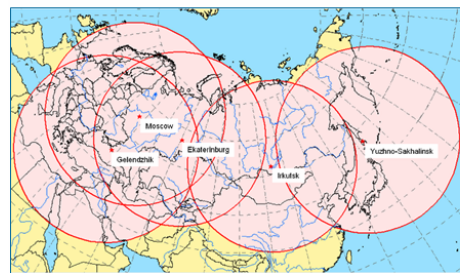 Moscow
Gelendzhik
Ekaterinburg
Irkutsk
Yuzhno-Sakhalinsk